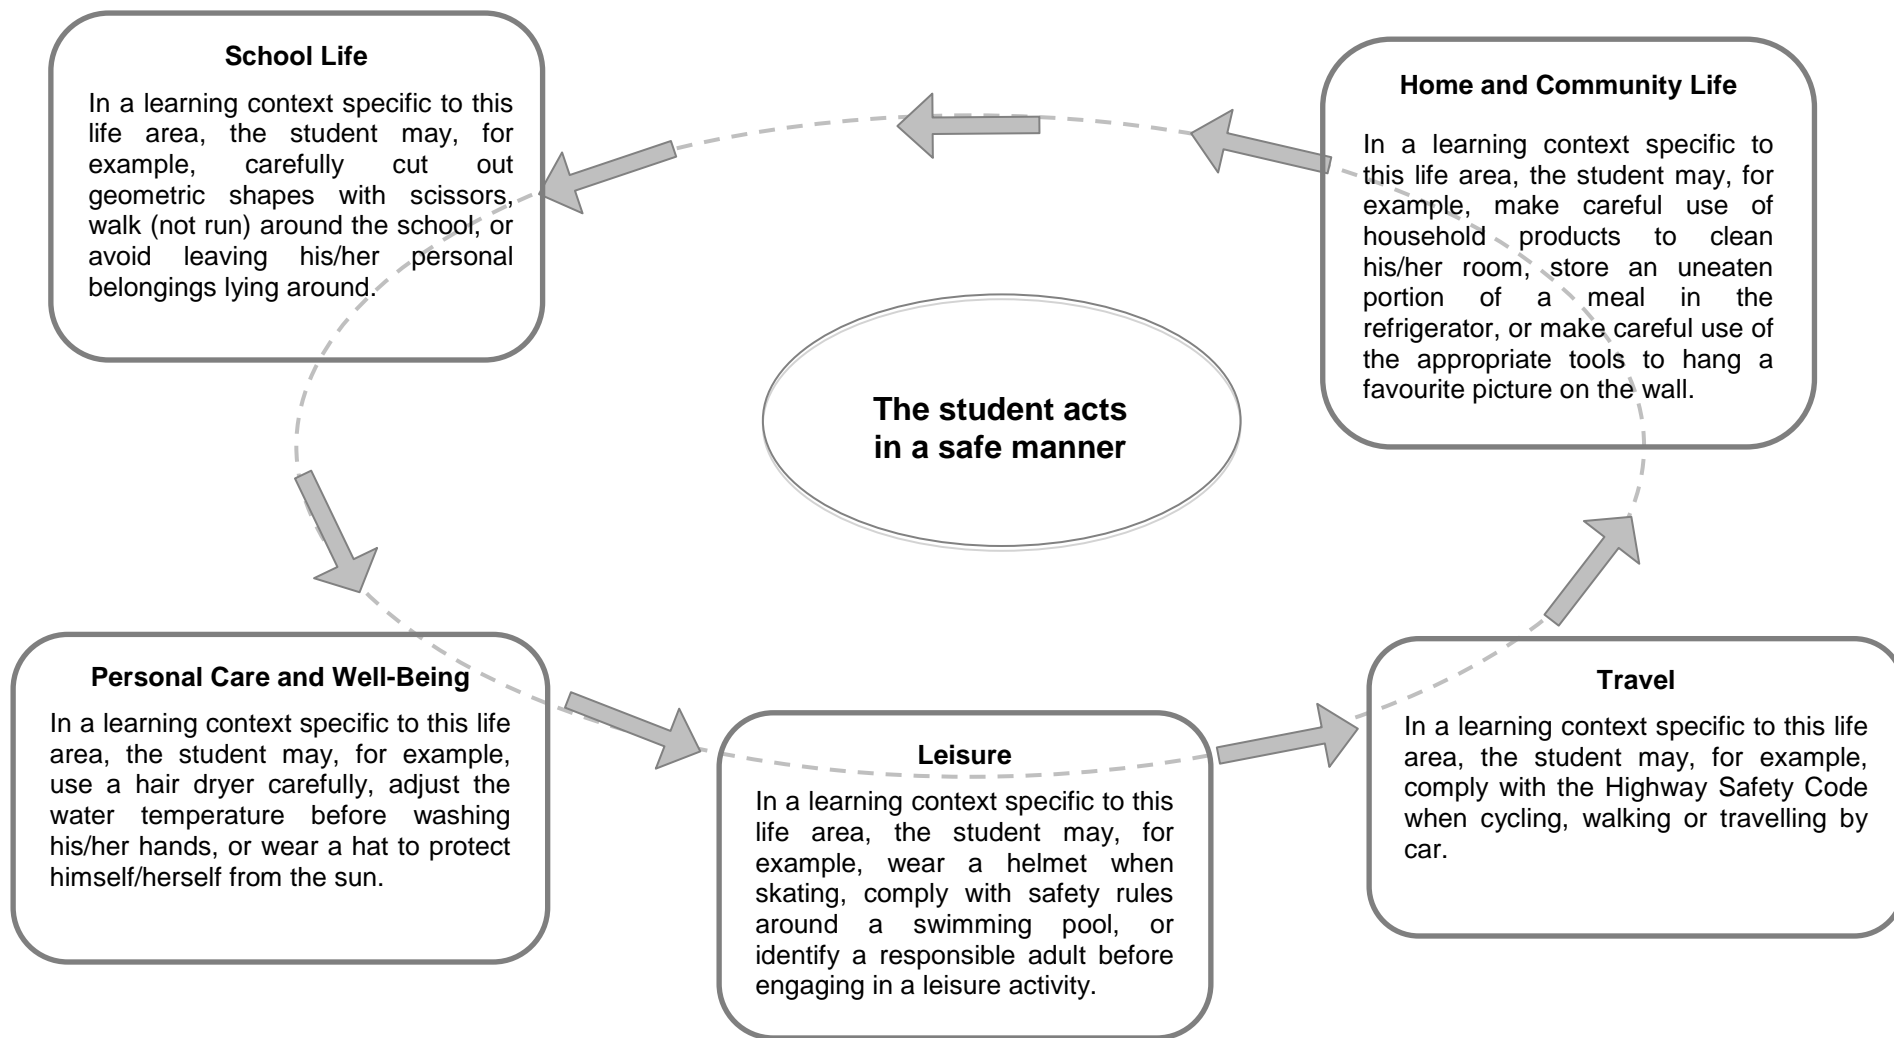 School Life
In a learning context specific to this
life area, the student may, for
example, carefully cut out
geometric shapes with scissors,
walk (not run) around the school, or
avoid leaving his/her personal
belongings lying around.
Home and Community Life
In a learning context specific to
this life area, the student may, for
example, make careful use of
household products to clean
his/her room, store an uneaten
portion of a meal in the
refrigerator, or make careful use of
the appropriate tools to hang a
favourite picture on the wall.
The student acts
in a safe manner
Personal Care and Well-Being
In a learning context specific to this life
area, the student may, for example,
use a hair dryer carefully, adjust the
water temperature before washing
his/her hands, or wear a hat to protect
himself/herself from the sun.
Leisure
In a learning context specific to this
life area, the student may, for
example, wear a helmet when
skating, comply with safety rules
around a swimming pool, or
identify a responsible adult before
engaging in a leisure activity.
Travel
In a learning context specific to this life
area, the student may, for example,
comply with the Highway Safety Code
when cycling, walking or travelling by
car.